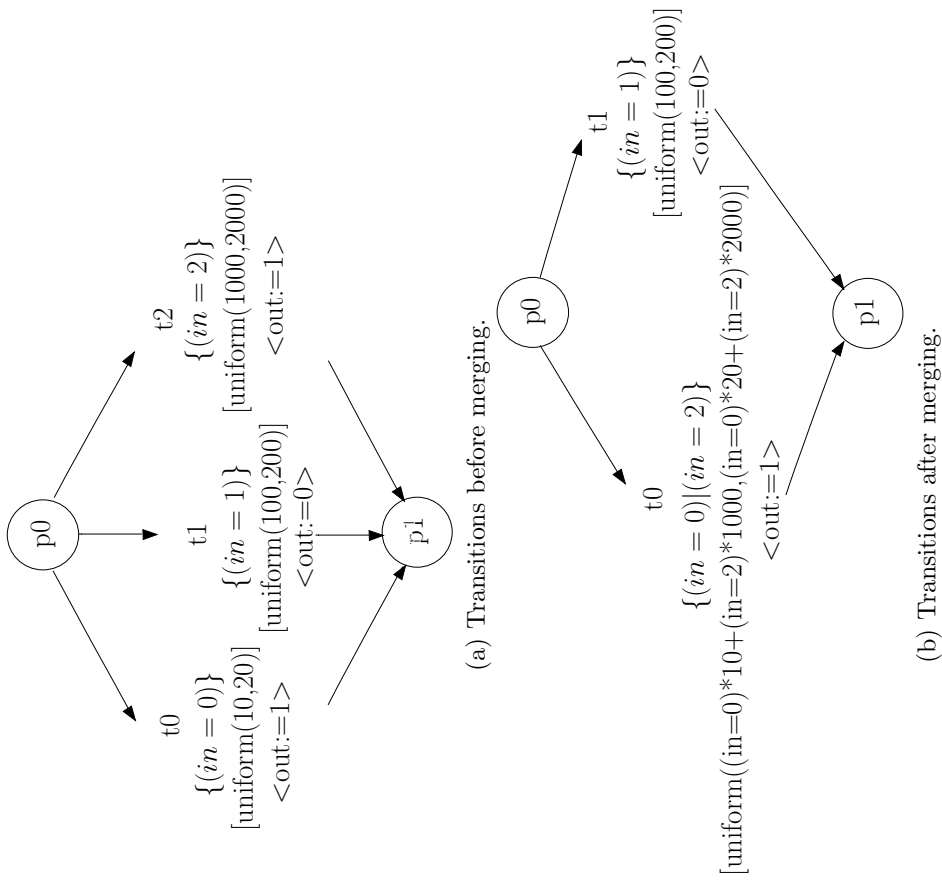 p0
t0
{(in = 0)}
[uniform(10,20)]
<out:=1>
t1
{(in = 1)}
[uniform(100,200)]
<out:=0>
t2
{(in = 2)}
[uniform(1000,2000)]
<out:=1>
p1
(a) Transitions before merging.
p0
t0
{(in = 0)|(in = 2)}
[uniform((in=0)*10+(in=2)*1000,(in=0)*20+(in=2)*2000)]
<out:=1>
t1
{(in = 1)}
[uniform(100,200)]
<out:=0>
p1
(b) Transitions after merging.